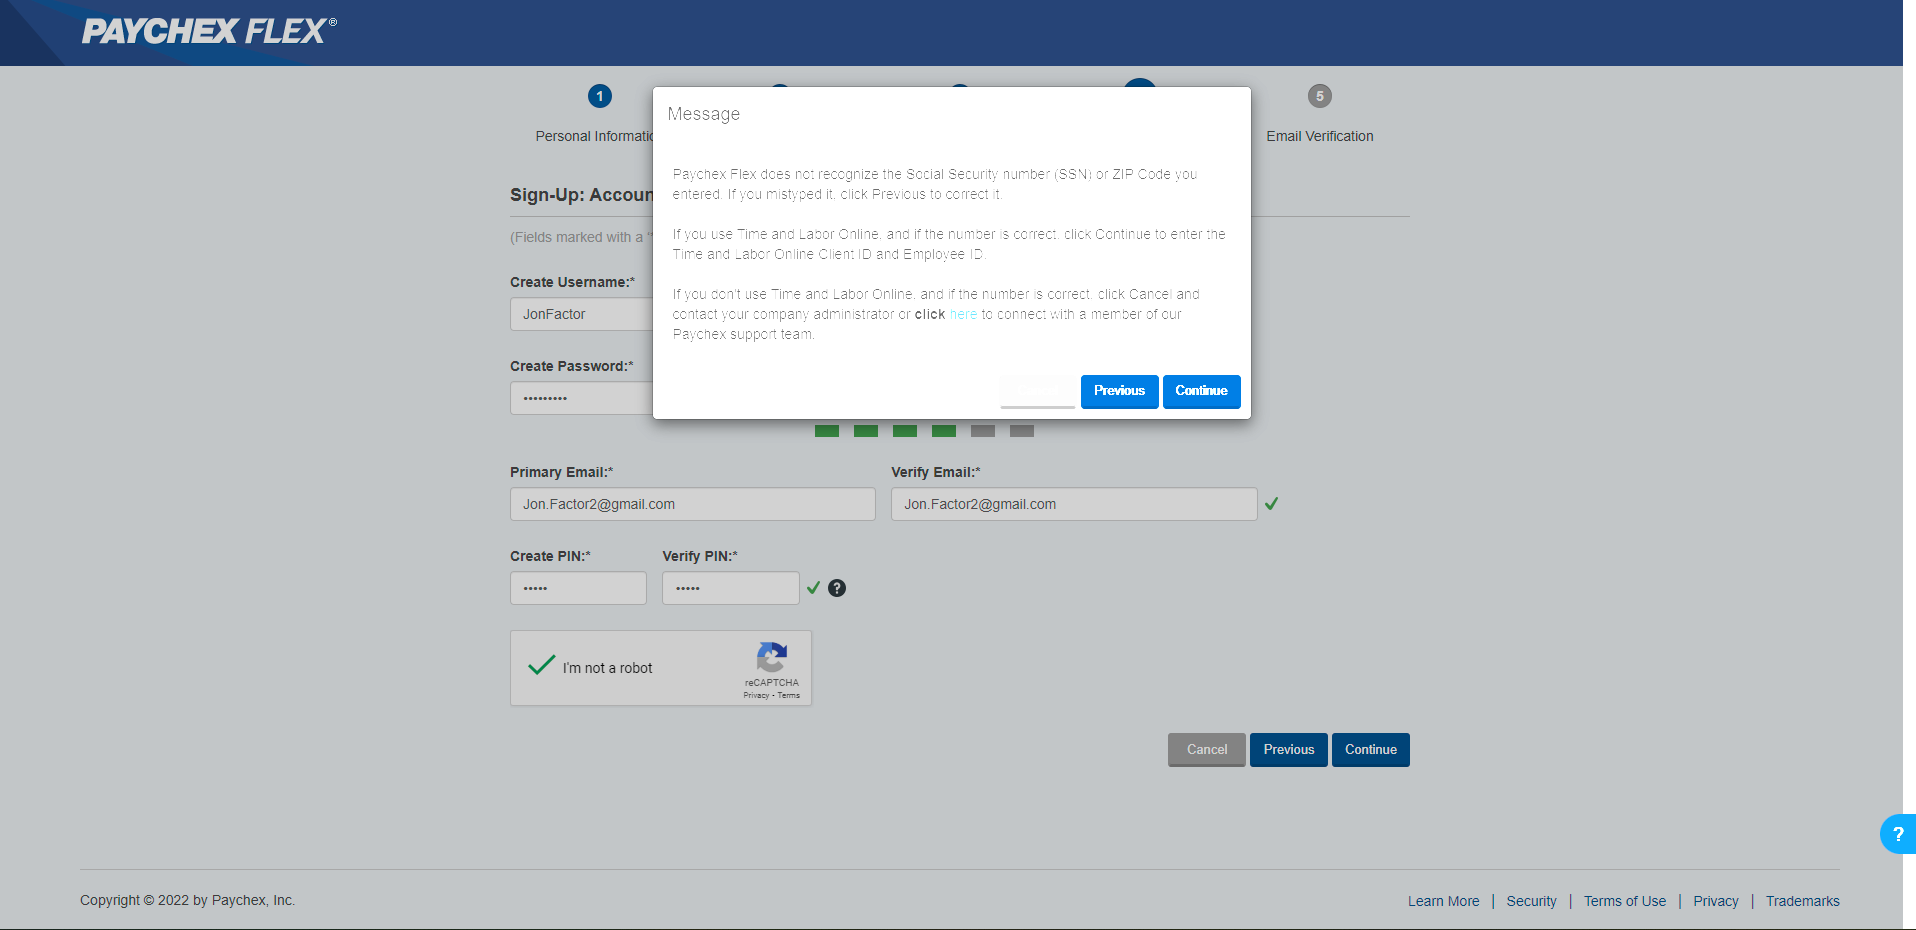 PAYCHEX FLEX®
1
5
Personal Informatio
Email Verification
Message
Paychex Flex does not recognize the Social Security number (SSN) or ZIP Code you
entered. If you mistyped it, click Previous to correct it.
If you use Time and Labor Online, and if the number is correct, click Continue to enter the
Time and Labor Online Client ID and Employee ID.
If you don't use Time and Labor Online, and if the number is correct, click Cancel and
contact your company administrator or click here to connect with a member of our
Paychex support team.
Previous Continue
Sign-Up: Accoun
(Fields marked with a "
Create Username:*
JonFactor
Create Password:*
•••••••••
Primary Email:* Verify Email:*
Jon.Factor2@gmail.com Jon.Factor2@gmail.com
Create PIN:* Verify PIN:*
••••• ••••• ?
I'm not a robot
reCAPTCHA
Privacy - Terms
Cancel Previous Continue
?
Copyright © 2022 by Paychex, Inc.
Learn More | Security | Terms of Use | Privacy | Trademarks